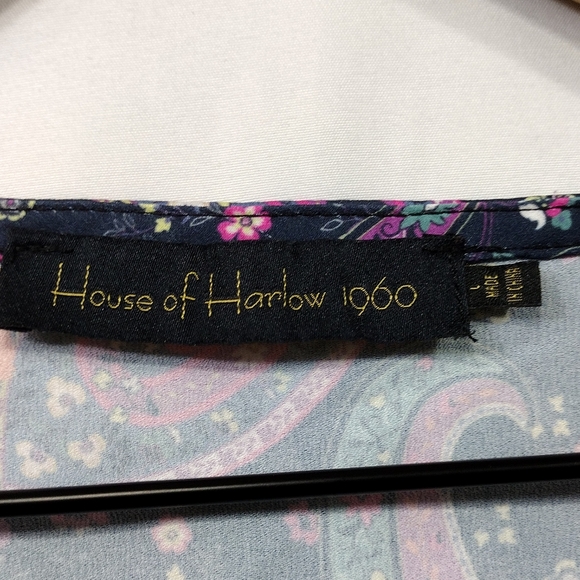 House of Harlow 1960
L
MADE
IN CHINA